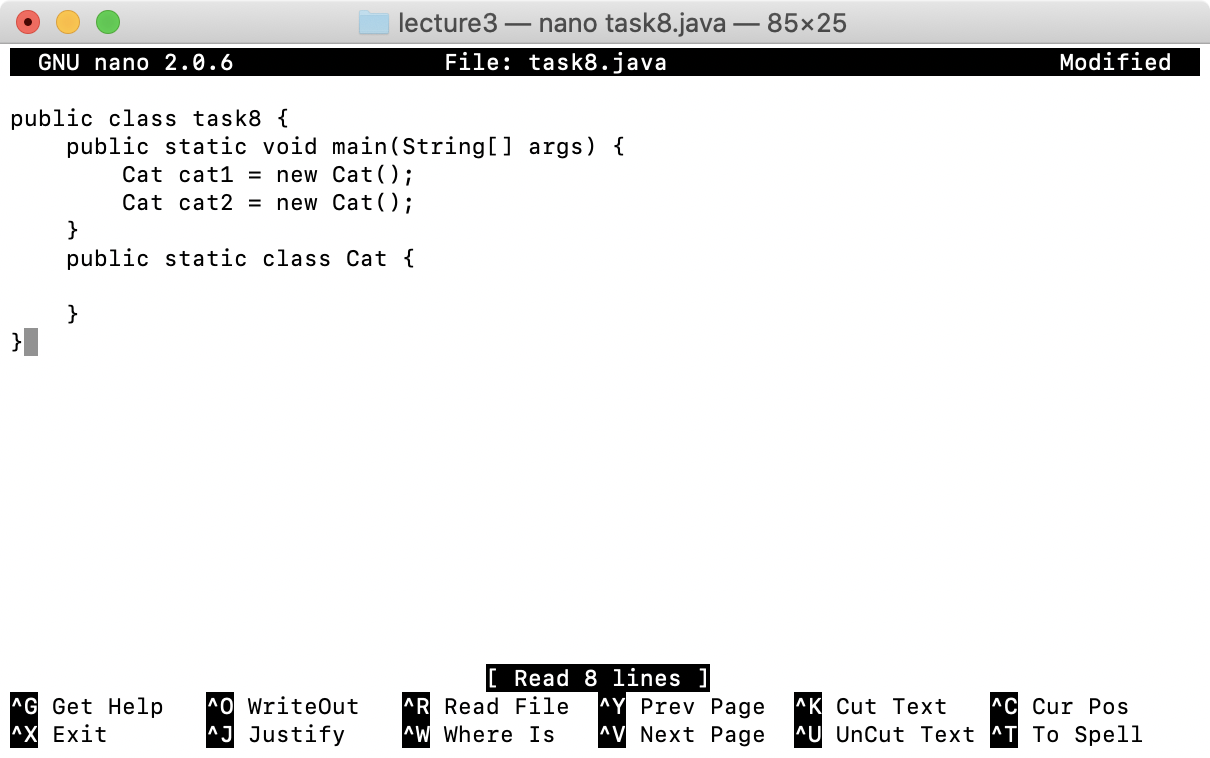 lecture3 — nano task8.java — 85×25
GNU nano 2.0.6 File: task8.java Modified
public class task8 {
    public static void main(String[] args) {
        Cat cat1 = new Cat();
        Cat cat2 = new Cat();
    }
    public static class Cat {
    }
}
[ Read 8 lines ]
^G Get Help ^O WriteOut ^R Read File ^Y Prev Page ^K Cut Text ^C Cur Pos
^X Exit ^J Justify ^W Where Is ^V Next Page ^U UnCut Text ^T To Spell